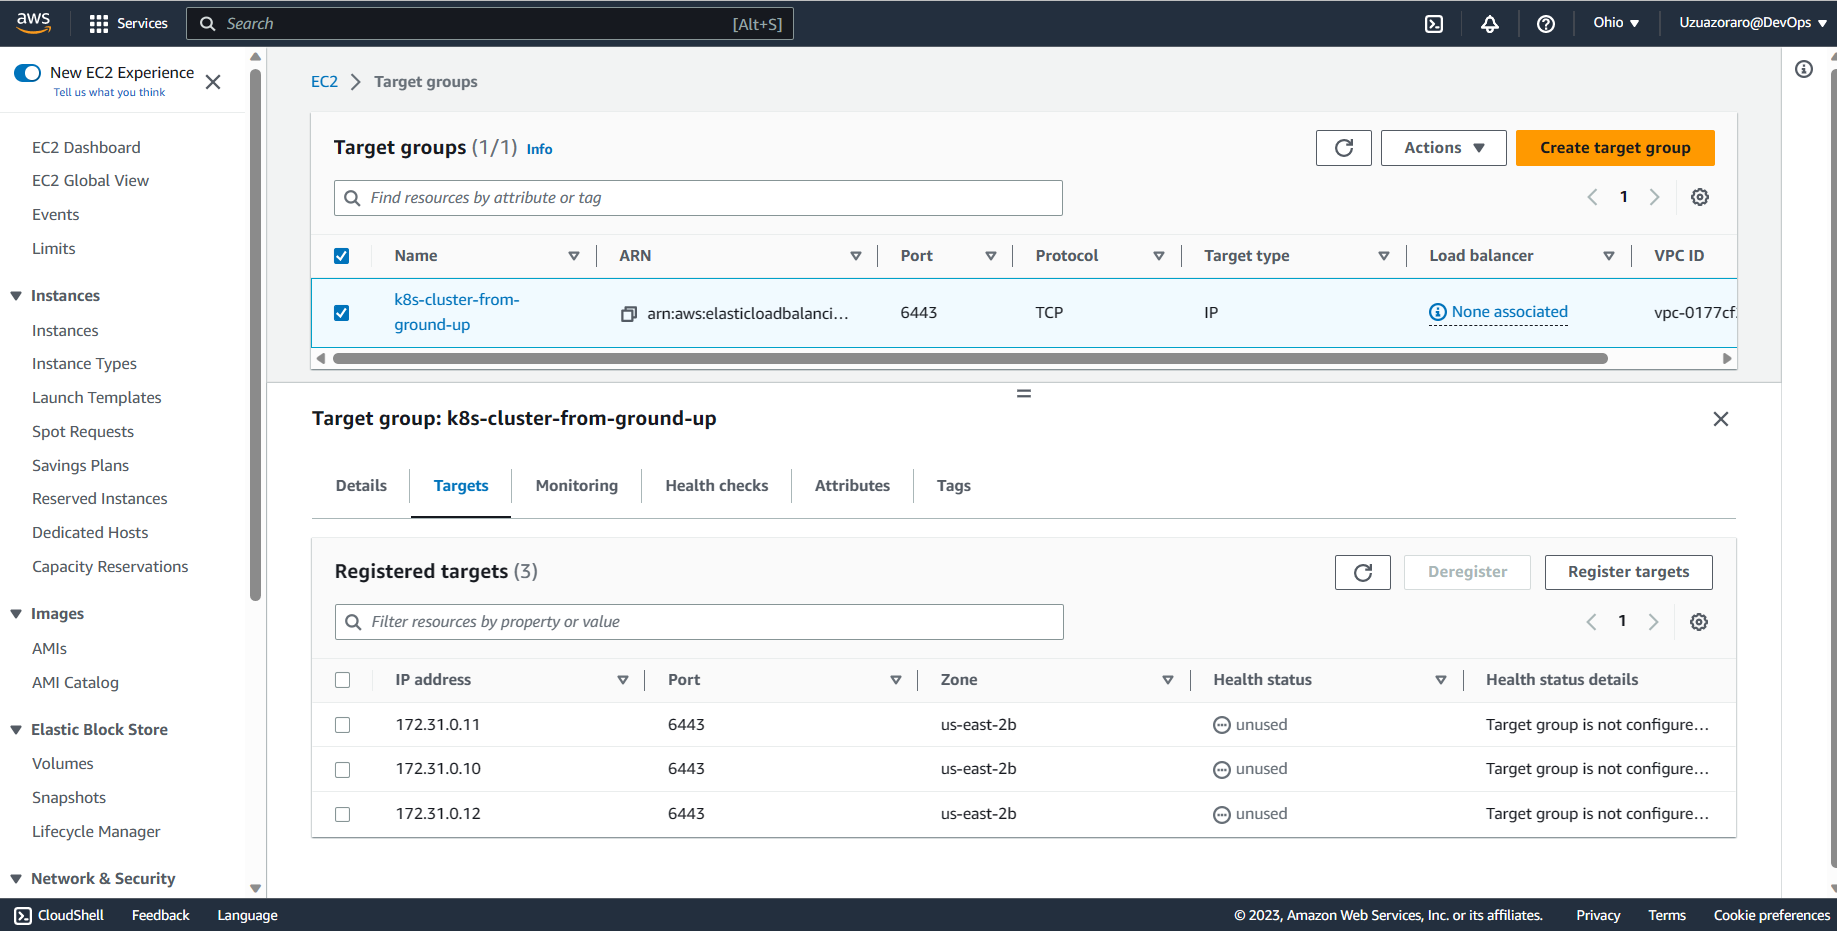 aws
Services
Search
[Alt+S]
Ohio
Uzuazoraro@DevOps
New EC2 Experience
Tell us what you think
EC2 Dashboard
EC2 Global View
Events
Limits
Instances
Instances
Instance Types
Launch Templates
Spot Requests
Savings Plans
Reserved Instances
Dedicated Hosts
Capacity Reservations
Images
AMIs
AMI Catalog
Elastic Block Store
Volumes
Snapshots
Lifecycle Manager
Network & Security
EC2 > Target groups
Target groups (1/1) Info
Actions
Create target group
Find resources by attribute or tag
1
Name ARN Port Protocol Target type Load balancer VPC ID
k8s-cluster-from-
ground-up
arn:aws:elasticloadbalanci... 6443 TCP IP None associated vpc-0177cf
Target group: k8s-cluster-from-ground-up
Details Targets Monitoring Health checks Attributes Tags
Registered targets (3)
Deregister
Register targets
Filter resources by property or value
1
IP address Port Zone Health status Health status details
172.31.0.11 6443 us-east-2b unused Target group is not configure...
172.31.0.10 6443 us-east-2b unused Target group is not configure...
172.31.0.12 6443 us-east-2b unused Target group is not configure...
CloudShell Feedback Language
© 2023, Amazon Web Services, Inc. or its affiliates. Privacy Terms Cookie preferences